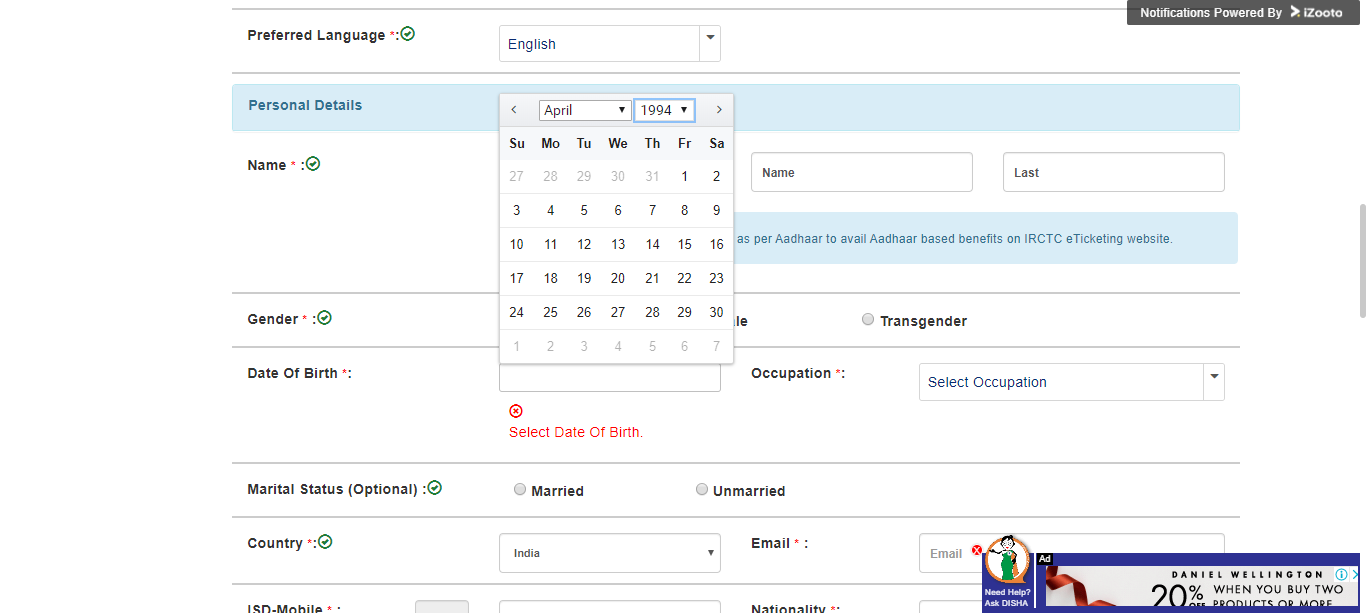 Notifications Powered By iZooto
Preferred Language *:
English
Personal Details
April 1994
Su Mo Tu We Th Fr Sa
27 28 29 30 31 1 2
3 4 5 6 7 8 9
10 11 12 13 14 15 16
17 18 19 20 21 22 23
24 25 26 27 28 29 30
1 2 3 4 5 6 7
Name * :
Name
Last
as per Aadhaar to avail Aadhaar based benefits on IRCTC eTicketing website.
Gender * :
le
Transgender
Date Of Birth *:
Occupation *:
Select Occupation
Select Date Of Birth.
Marital Status (Optional) :
Married
Unmarried
Country *:
India
Email * :
Email
ISD-Mobile * :
Nationality *:
Need Help?
Ask DISHA
Ad
DANIEL WELLINGTON
20% OFF
WHEN YOU BUY TWO
PRODUCTS OR MORE